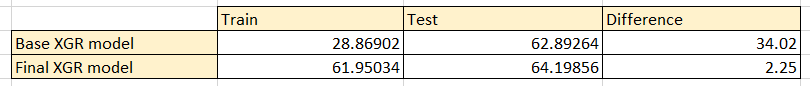 Train Test Difference
Base XGR model 28.86902 62.89264 34.02
Final XGR model 61.95034 64.19856 2.25